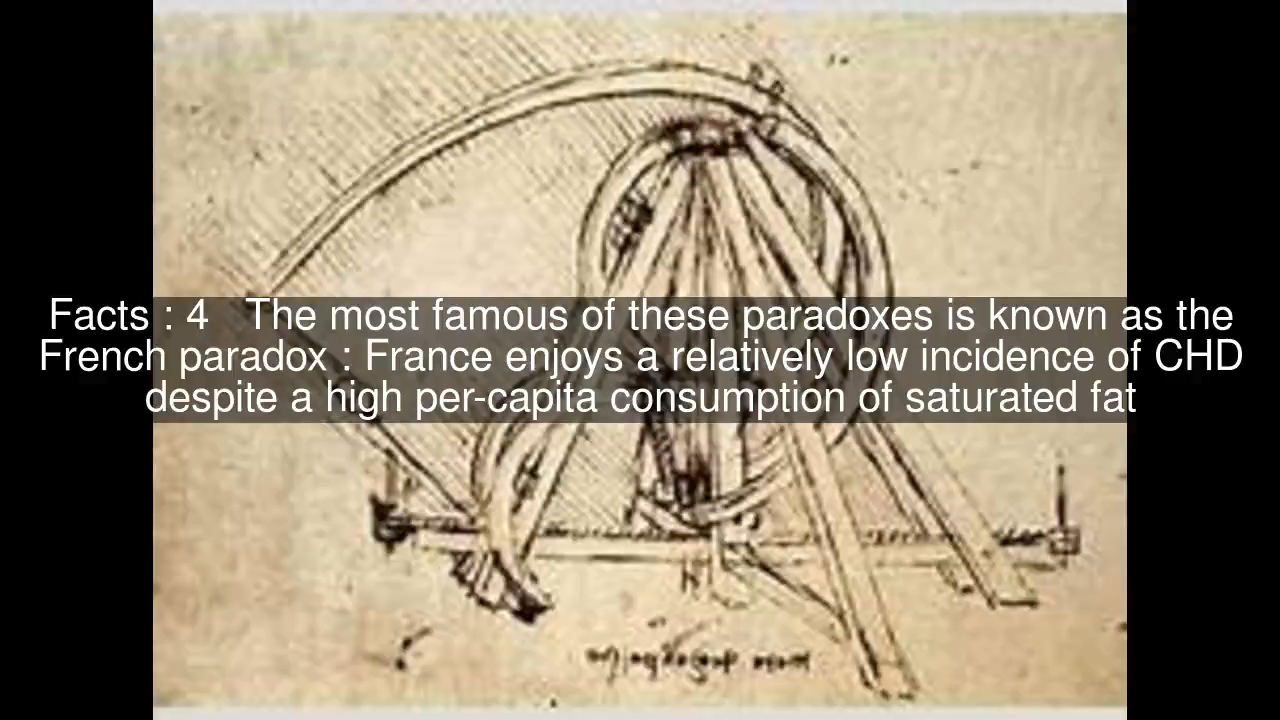 Facts : 4 The most famous of these paradoxes is known as the
French paradox : France enjoys a relatively low incidence of CHD
despite a high per-capita consumption of saturated fat